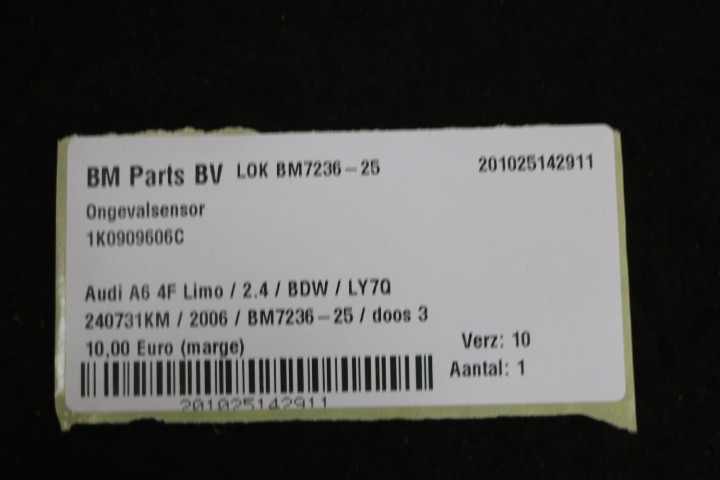 BM Parts BV LOK BM7236-25 201025142911
Ongevalsensor
1K0909606C
Audi A6 4F Limo / 2.4 / BDW / LY7Q
240731KM / 2006 / BM7236-25 / doos 3
10,00 Euro (marge) Verz: 10
Aantal: 1
201025142911